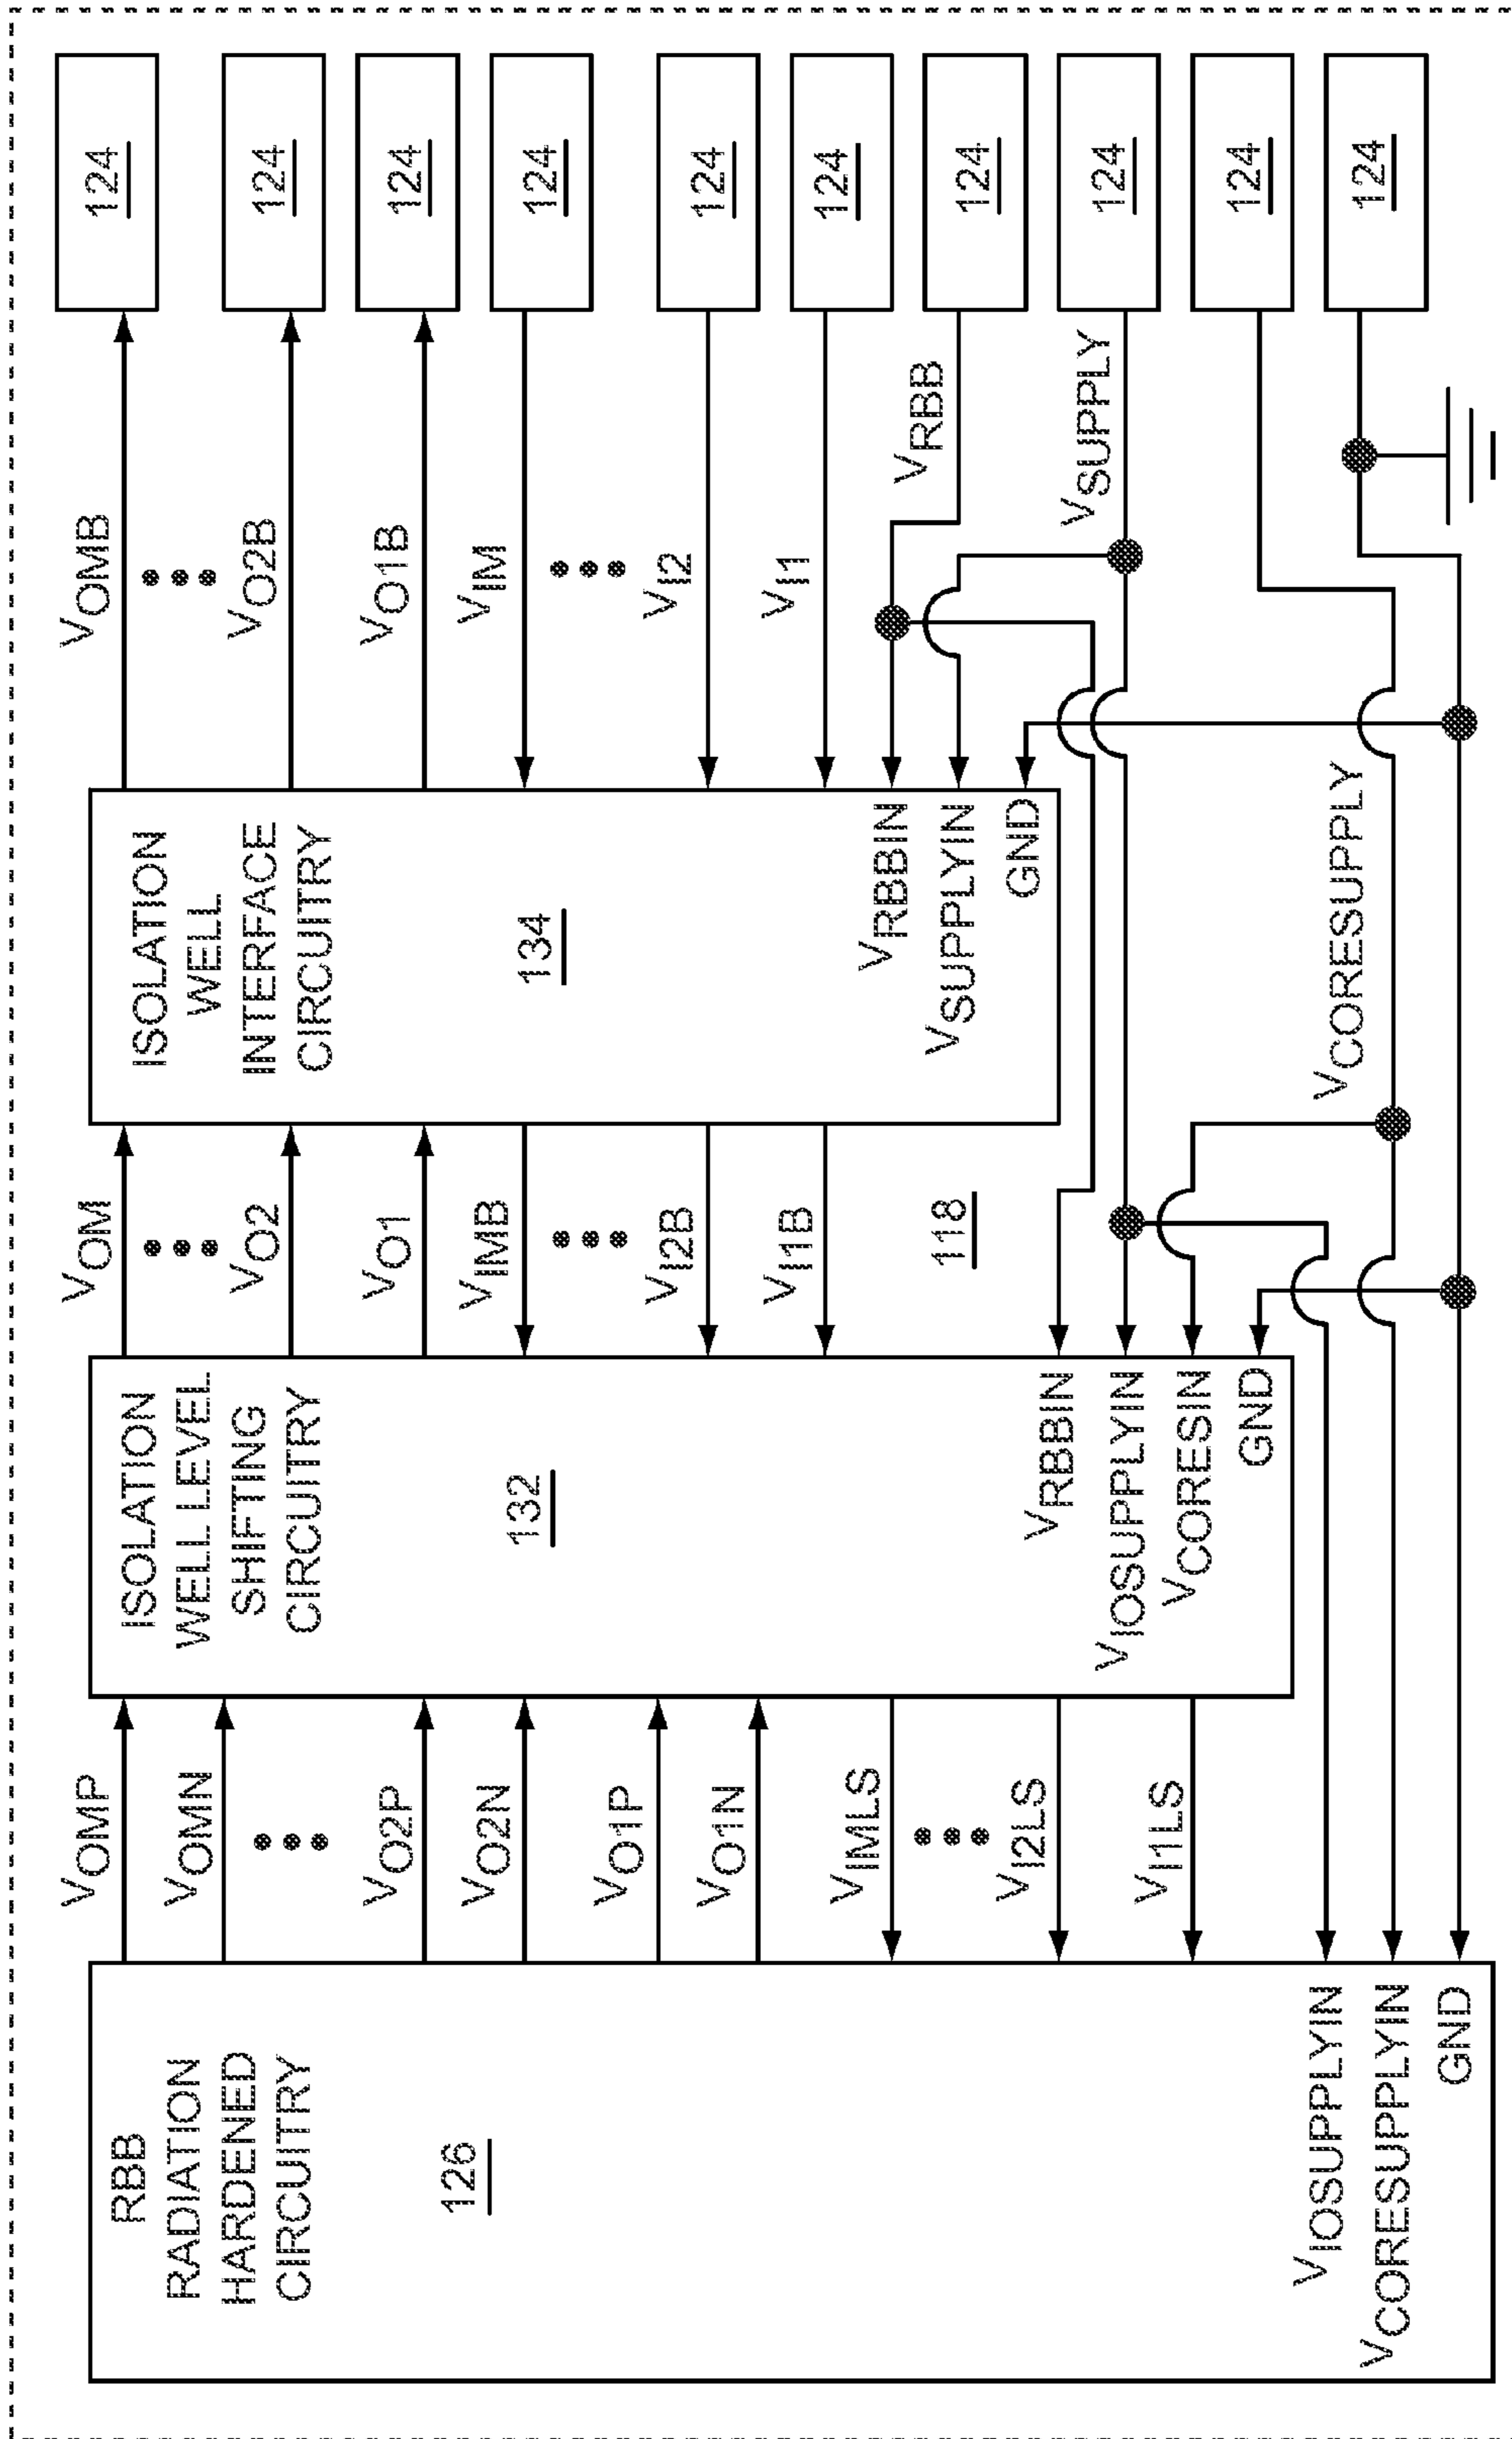 RBB
RADIATION
HARDENED
CIRCUITRY
126
VIOSUPPLYIN
VCORESUPPLYIN
GND
VOMP
VOMN
VO2P
VO2N
VO1P
VO1N
VIMLS
VI2LS
VI1LS
ISOLATION
WELL LEVEL
SHIFTING
CIRCUITRY
132
VRBBIN
VIOSUPPLYIN
VCORESIN
GND
VOM
VO2
VO1
VIMB
VI2B
VI1B
118
ISOLATION
WELL
INTERFACE
CIRCUITRY
134
VRBBIN
VSUPPLYIN
GND
VCORESUPPLY
VOMB
VO2B
VO1B
VIM
VI2
VI1
VRBB
VSUPPLY
124
124
124
124
124
124
124
124
124
124